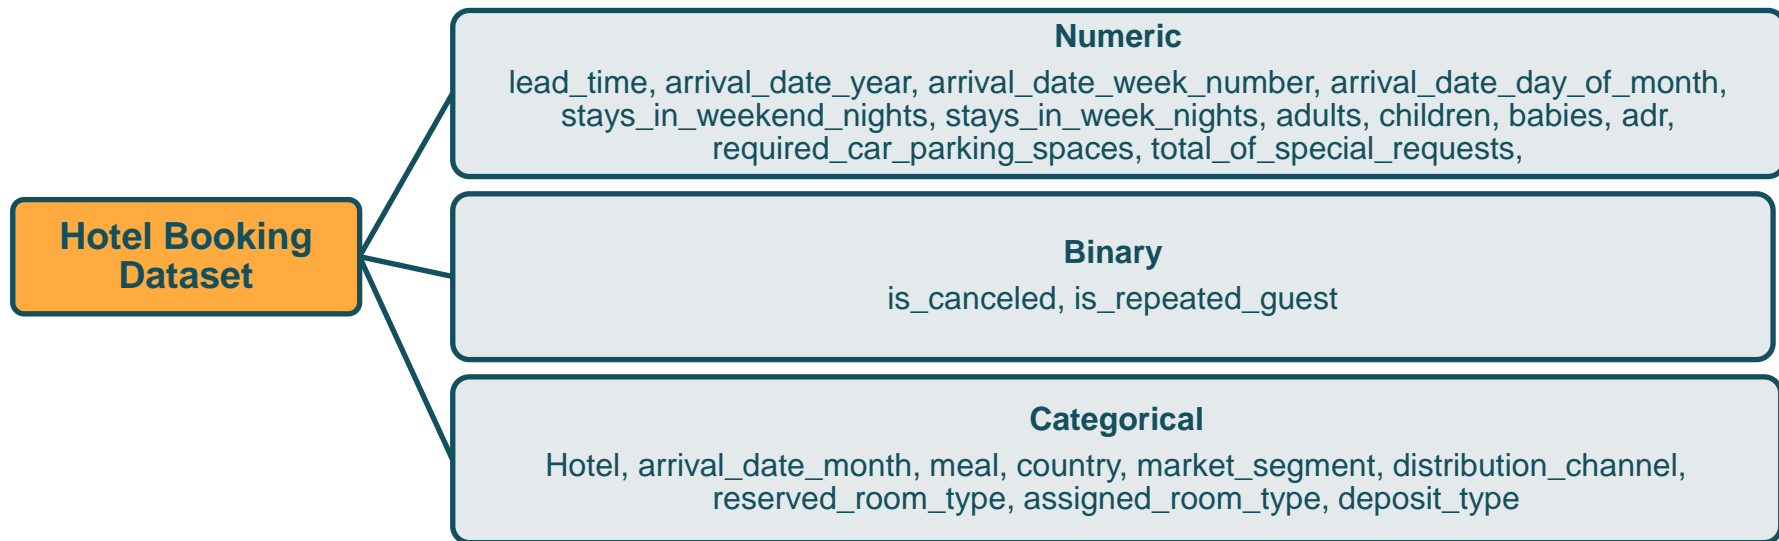 Hotel Booking
Dataset
Numeric
lead_time, arrival_date_year, arrival_date_week_number, arrival_date_day_of_month,
stays_in_weekend_nights, stays_in_week_nights, adults, children, babies, adr,
required_car_parking_spaces, total_of_special_requests,
Binary
is_canceled, is_repeated_guest
Categorical
Hotel, arrival_date_month, meal, country, market_segment, distribution_channel,
reserved_room_type, assigned_room_type, deposit_type